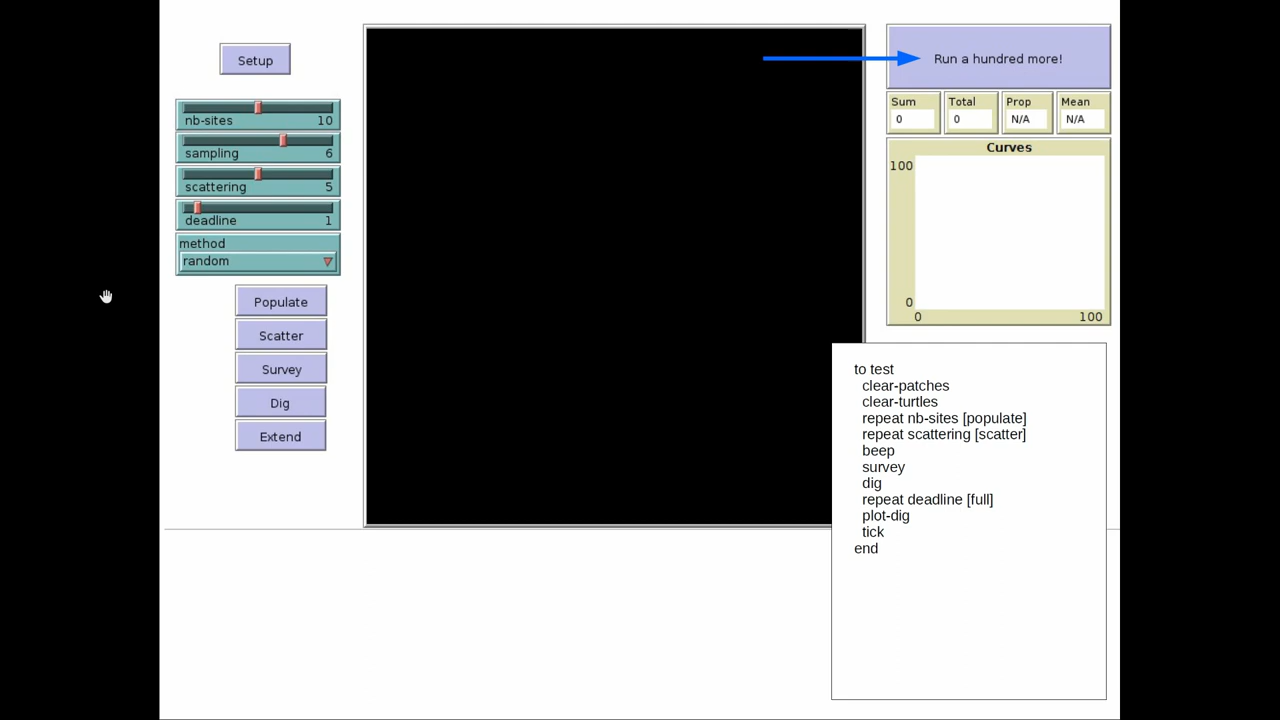 Setup
nb-sites 10
sampling 6
scattering 5
deadline 1
method
random
Populate
Scatter
Survey
Dig
Extend
Run a hundred more!
Sum Total Prop Mean
0 0 N/A N/A
Curves
100
0
0 100
to test
clear-patches
clear-turtles
repeat nb-sites [populate]
repeat scattering [scatter]
beep
survey
dig
repeat deadline [full]
plot-dig
tick
end